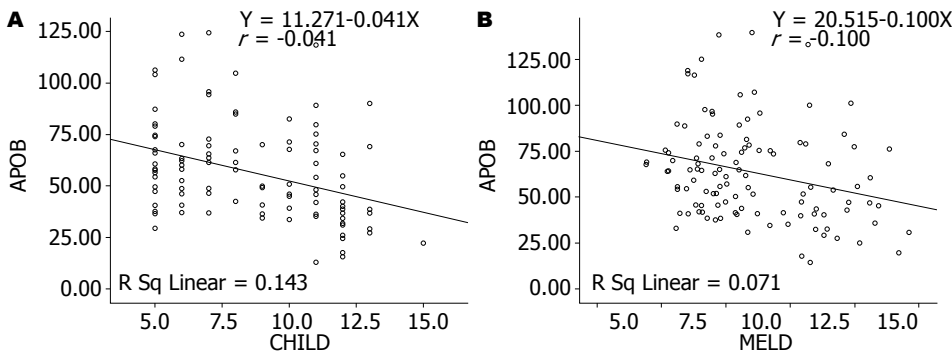 A
Y = 11.271-0.041X
r = -0.041
125.00
100.00
75.00
50.00
25.00
0.00
APOB
R Sq Linear = 0.143
5.0 7.5 10.0 12.5 15.0
CHILD
B
Y = 20.515-0.100X
r = -0.100
125.00
100.00
75.00
50.00
25.00
0.00
APOB
R Sq Linear = 0.071
5.0 7.5 10.0 12.5 15.0
MELD